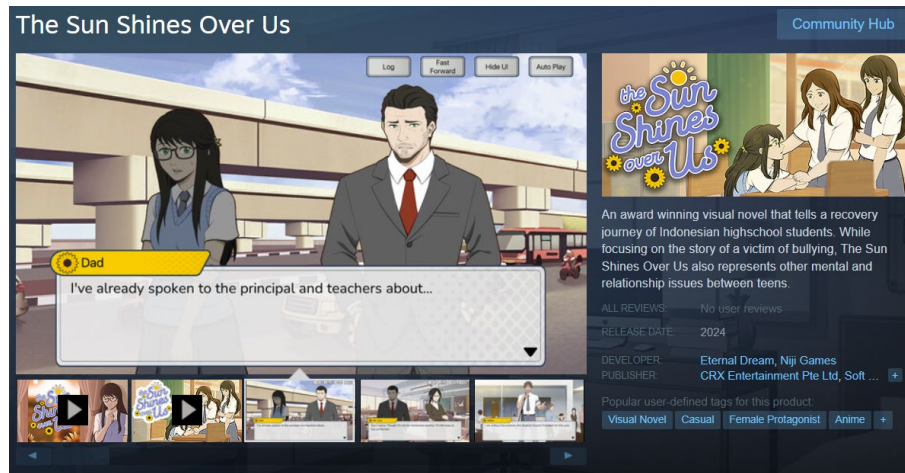 The Sun Shines Over Us
Community Hub
Log
Fast
Forward
Hide UI
Auto Play
Dad
I've already spoken to the principal and teachers about...
the
Sun
Shines
over Us
An award winning visual novel that tells a recovery
journey of Indonesian highschool students. While
focusing on the story of a victim of bullying, The Sun
Shines Over Us also represents other mental and
relationship issues between teens.
ALL REVIEWS: No user reviews
RELEASE DATE: 2024
DEVELOPER: Eternal Dream, Niji Games
PUBLISHER: CRX Entertainment Pte Ltd, Soft ... +
Popular user-defined tags for this product:
Visual Novel Casual Female Protagonist Anime +